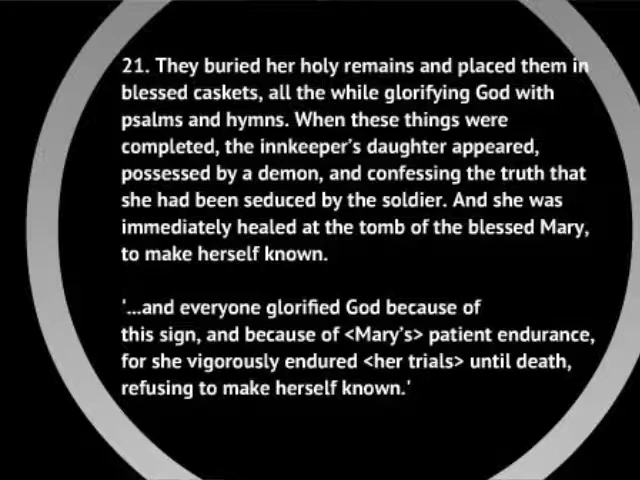 21. They buried her holy remains and placed them in
blessed caskets, all the while glorifying God with
psalms and hymns. When these things were
completed, the innkeeper's daughter appeared,
possessed by a demon, and confessing the truth that
she had been seduced by the soldier. And she was
immediately healed at the tomb of the blessed Mary,
to make herself known.
'...and everyone glorified God because of
this sign, and because of <Mary's> patient endurance,
for she vigorously endured <her trials> until death,
refusing to make herself known.'